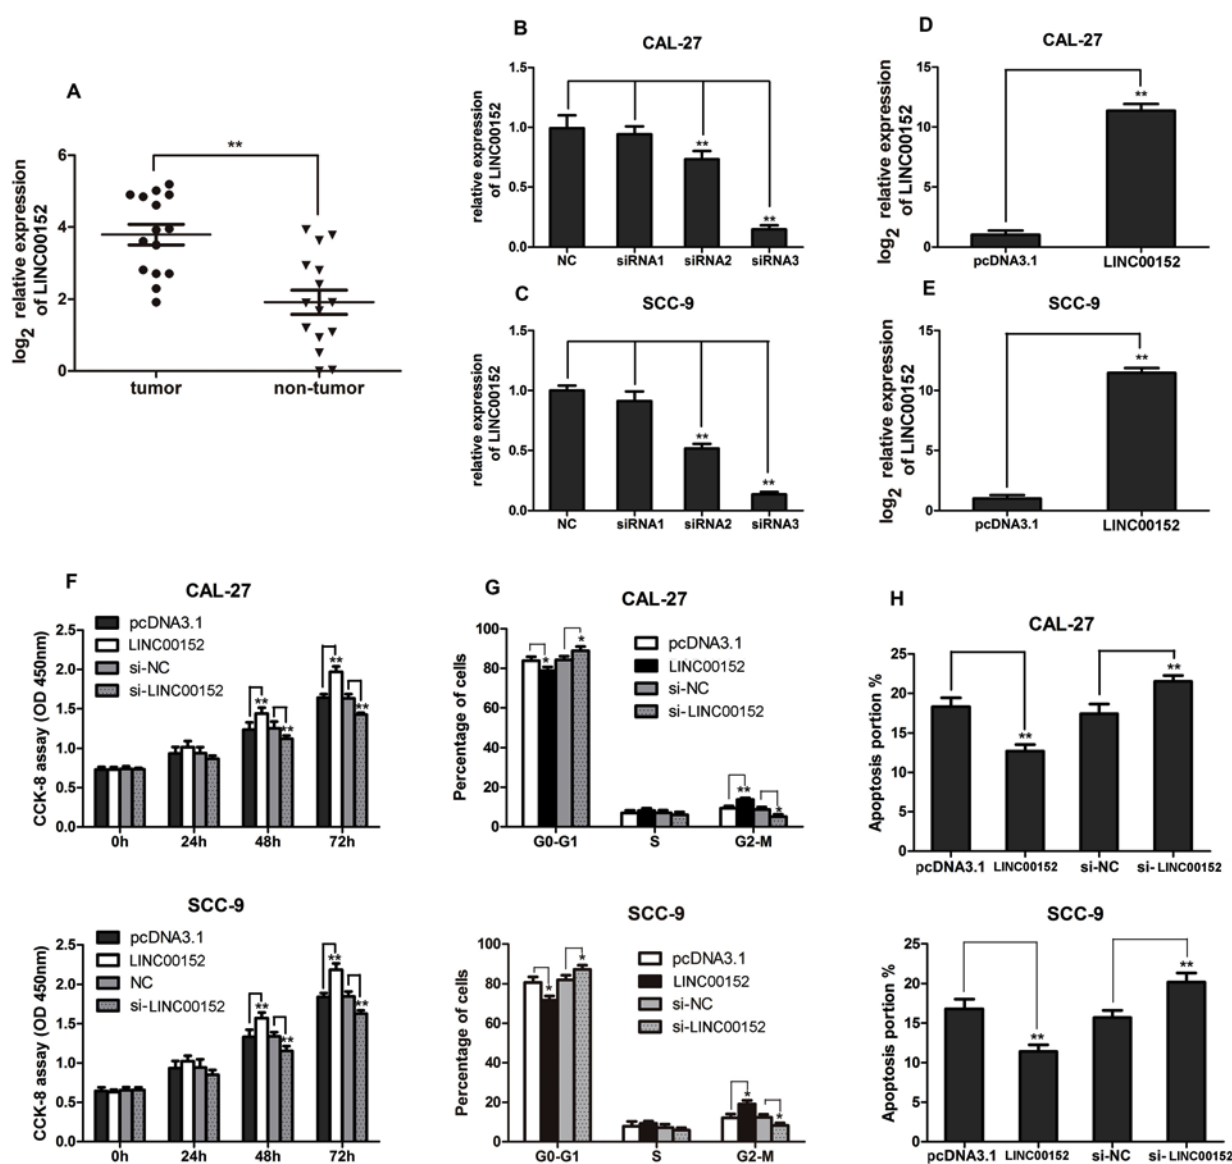 A
log2 relative expression
of LINC00152
6
4
2
0
**
tumor
non-tumor
B
CAL-27
relative expression
of LINC00152
1.5
1.0
0.5
0.0
**
**
NC
siRNA1
siRNA2
siRNA3
C
SCC-9
relative expression
of LINC00152
1.5
1.0
0.5
0.0
**
**
NC
siRNA1
siRNA2
siRNA3
D
CAL-27
log2 relative expression
of LINC00152
15
10
5
0
**
pcDNA3.1
LINC00152
E
SCC-9
log2 relative expression
of LINC00152
15
10
5
0
**
pcDNA3.1
LINC00152
F
CAL-27
pcDNA3.1
LINC00152
si-NC
si-LINC00152
CCK-8 assay (OD 450nm)
2.5
2.0
1.5
1.0
0.5
0.0
**
**
**
**
0h
24h
48h
72h
SCC-9
pcDNA3.1
LINC00152
NC
si-LINC00152
CCK-8 assay (OD 450nm)
2.5
2.0
1.5
1.0
0.5
0.0
**
**
**
**
0h
24h
48h
72h
G
CAL-27
pcDNA3.1
LINC00152
si-NC
si-LINC00152
Percentage of cells
100
80
60
40
20
0
*
*
**
*
G0-G1
S
G2-M
SCC-9
pcDNA3.1
LINC00152
si-NC
si-LINC00152
Percentage of cells
100
80
60
40
20
0
*
*
*
*
G0-G1
S
G2-M
H
CAL-27
Apoptosis portion %
25
20
15
10
5
0
**
**
pcDNA3.1
LINC00152
si-NC
si-LINC00152
SCC-9
Apoptosis portion %
25
20
15
10
5
0
**
**
pcDNA3.1
LINC00152
si-NC
si-LINC00152